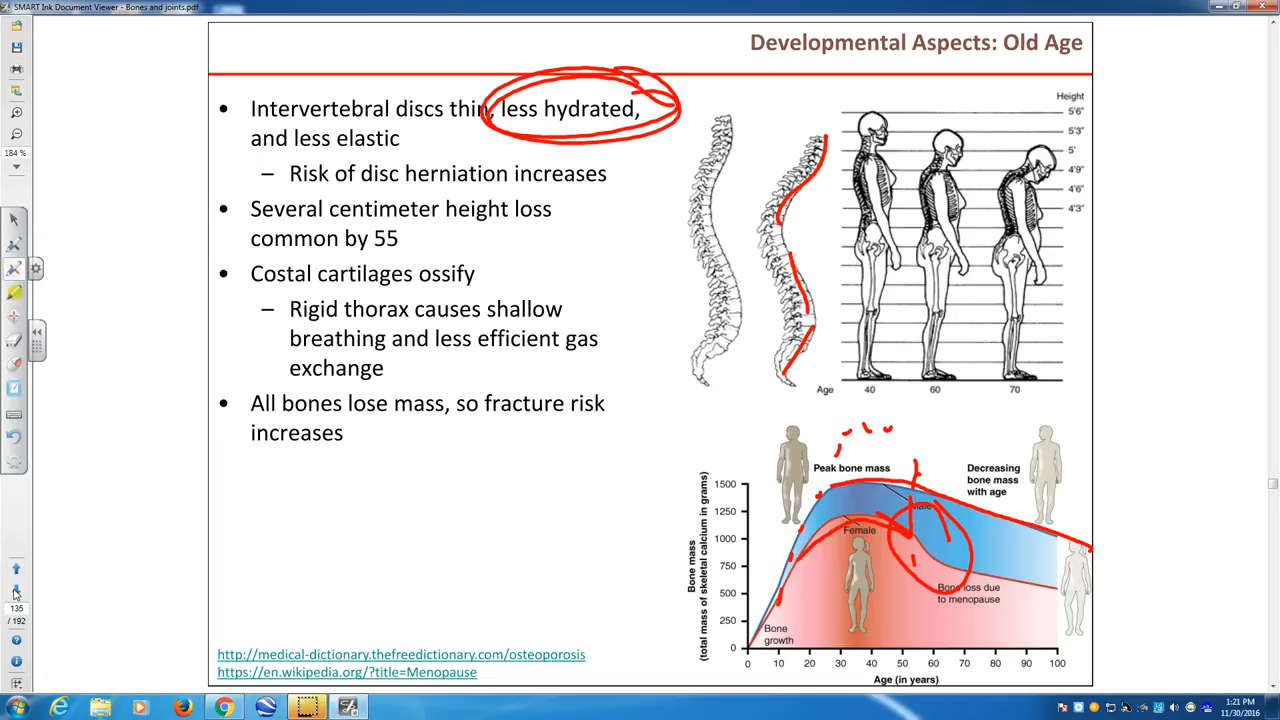 SMART Ink Document Viewer - Bones and joints.pdf
Developmental Aspects: Old Age
• Intervertebral discs thin, less hydrated,
and less elastic
– Risk of disc herniation increases
• Several centimeter height loss
common by 55
• Costal cartilages ossify
– Rigid thorax causes shallow
breathing and less efficient gas
exchange
• All bones lose mass, so fracture risk
increases
http://medical-dictionary.thefreedictionary.com/osteoporosis
https://en.wikipedia.org/?title=Menopause
Height
5'6"
5'3"
5'
4'9"
4'6"
4'3"
Age 40 60 70
Peak bone mass
Decreasing
bone mass
with age
Bone mass
(total mass of skeletal calcium in grams)
1500
1250
1000
750
500
250
0
Male
Female
Bone loss due
to menopause
Bone
growth
0 10 20 30 40 50 60 70 80 90 100
Age (in years)
184 %
135
/ 192
1:21 PM
11/30/2016